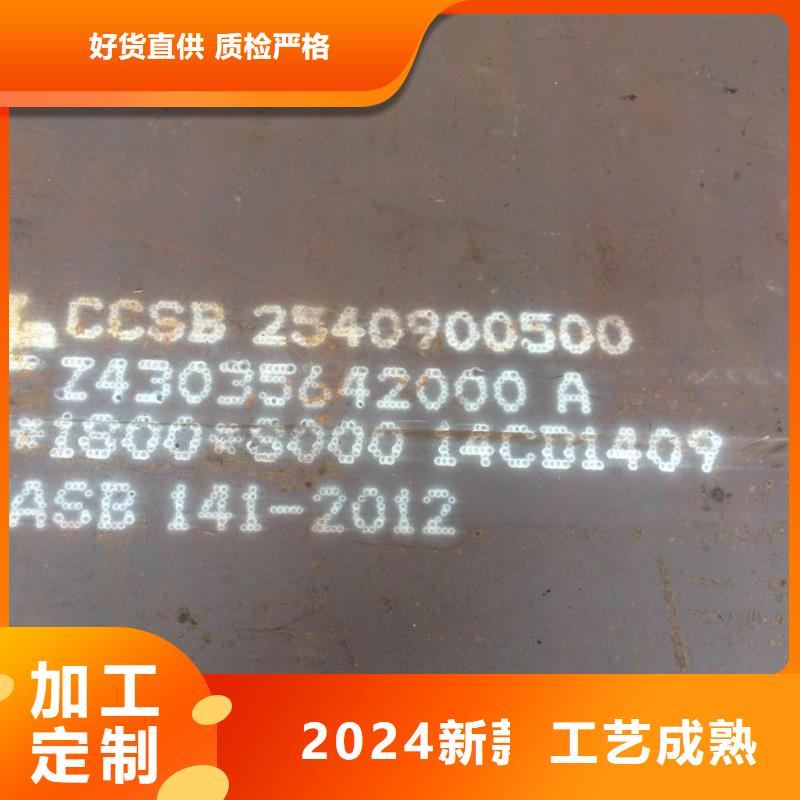 好货直供 质检严格
CCSB 2540900500
Z43035642000 A
*1800*8000 14CD1409
ASB 141-2012
加工
定制
2024新款 工艺成熟